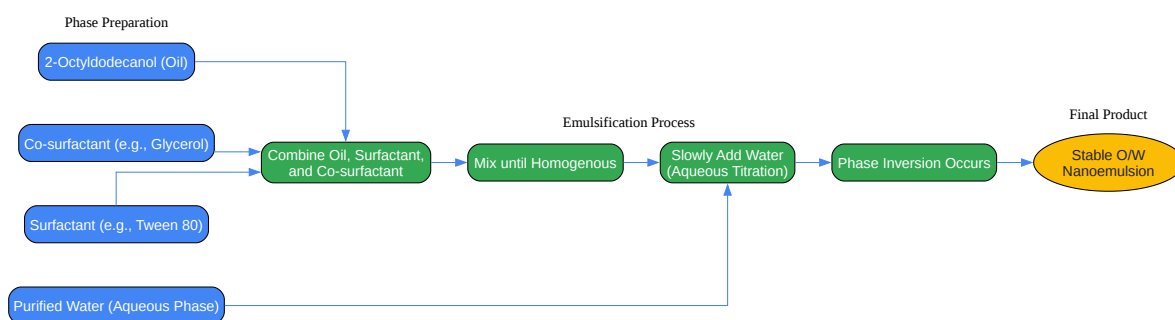 Phase Preparation
2-Octyldodecanol (Oil)
Co-surfactant (e.g., Glycerol)
Surfactant (e.g., Tween 80)
Purified Water (Aqueous Phase)
Combine Oil, Surfactant,
and Co-surfactant
Emulsification Process
Mix until Homogenous
Slowly Add Water
(Aqueous Titration)
Phase Inversion Occurs
Final Product
Stable O/W
Nanoemulsion